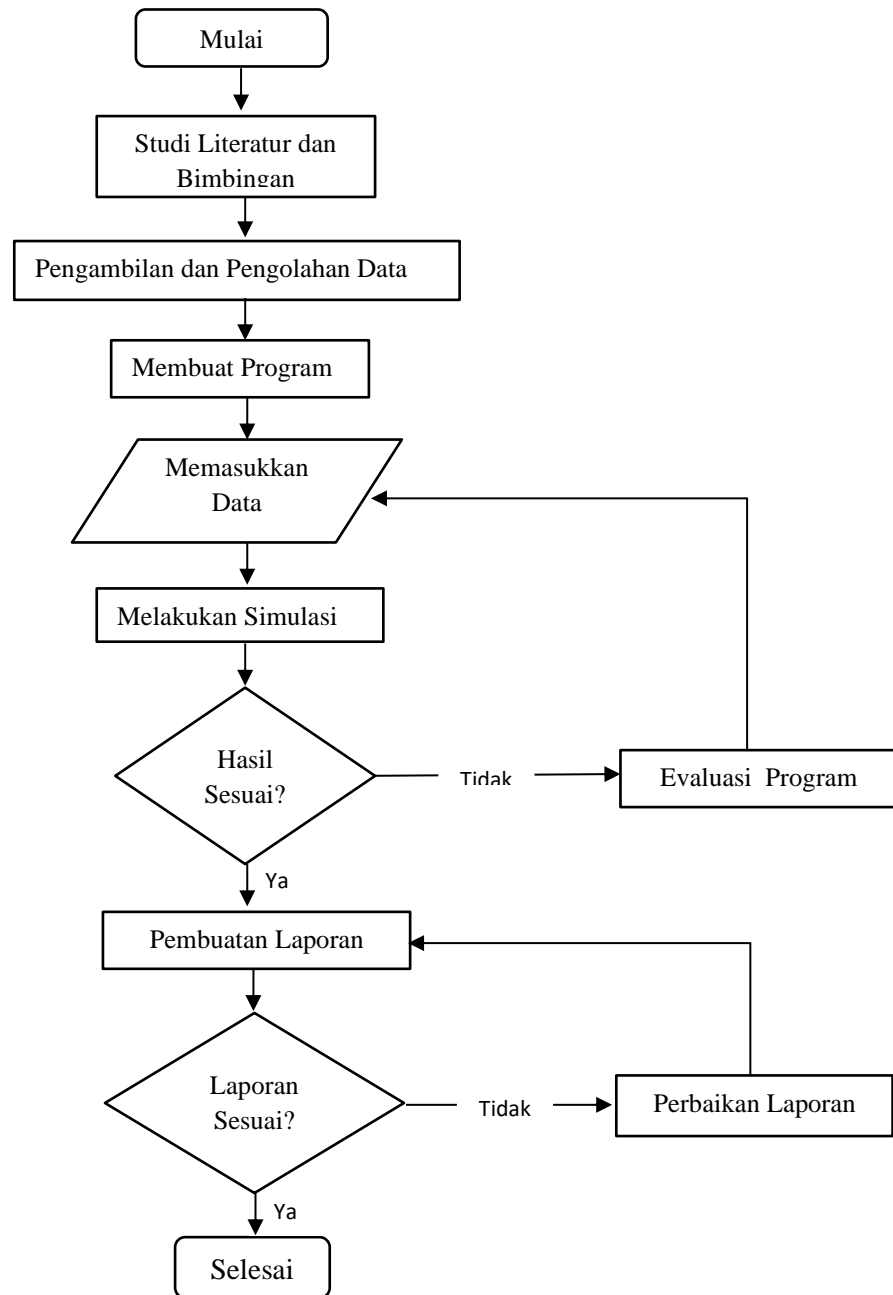 Mulai
Studi Literatur dan
Bimbingan
Pengambilan dan Pengolahan Data
Membuat Program
Memasukkan
Data
Melakukan Simulasi
Hasil
Sesuai?
Tidak
Evaluasi  Program
Ya
Pembuatan Laporan
Laporan
Sesuai?
Tidak
Perbaikan Laporan
Ya
Selesai